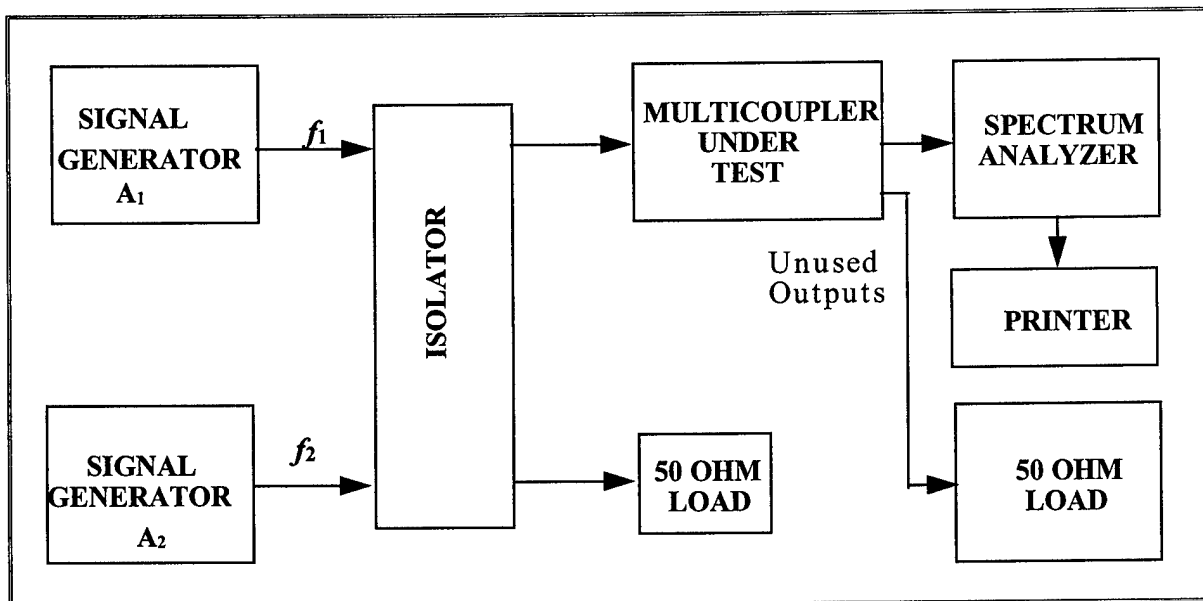 SIGNAL
GENERATOR
A₁
f₁
ISOLATOR
MULTICOUPLER
UNDER
TEST
SPECTRUM
ANALYZER
Unused
Outputs
PRINTER
SIGNAL
GENERATOR
A₂
f₂
50 OHM
LOAD
50 OHM
LOAD